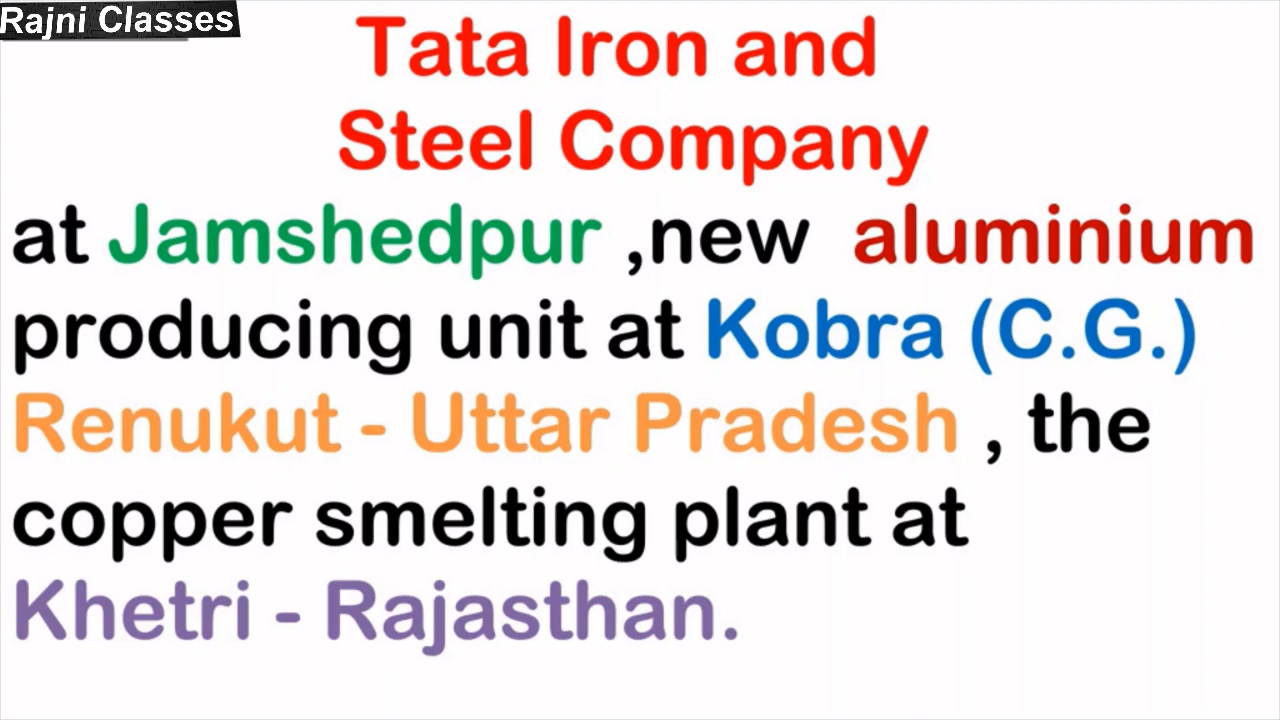 Rajni Classes
Tata Iron and
Steel Company
at Jamshedpur ,new aluminium
producing unit at Kobra (C.G.)
Renukut - Uttar Pradesh , the
copper smelting plant at
Khetri - Rajasthan.